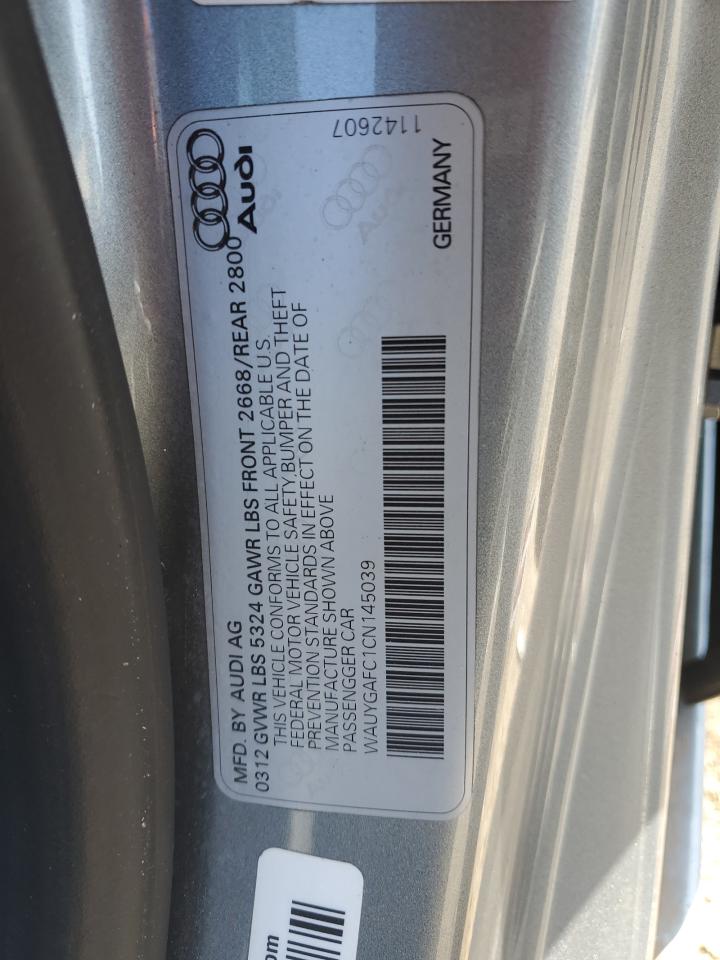 Audi
MFD. BY AUDI AG
0312 GVWR LBS 5324 GAWR LBS FRONT 2668/REAR 2800
THIS VEHICLE CONFORMS TO ALL APPLICABLE U.S.
FEDERAL MOTOR VEHICLE SAFETY,BUMPER AND THEFT
PREVENTION STANDARDS IN EFFECT ON THE DATE OF
MANUFACTURE SHOWN ABOVE
PASSENGGER CAR
WAUYGAFC1CN145039
GERMANY
1142607
om